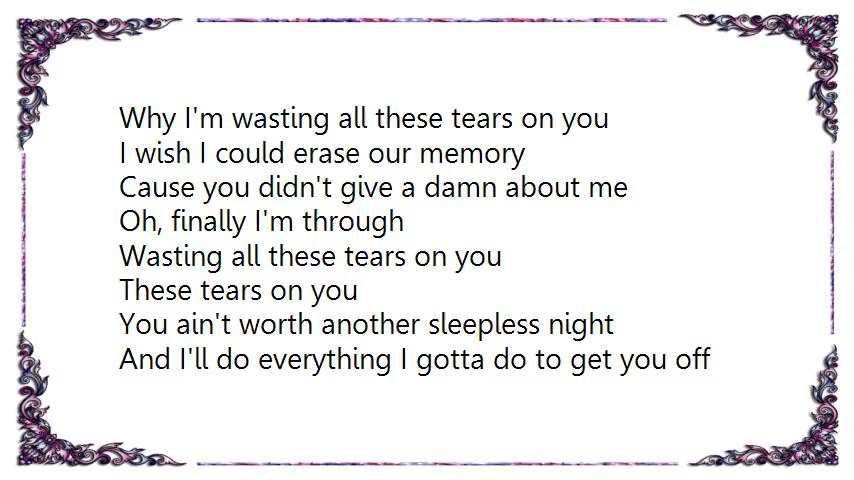 Why I'm wasting all these tears on you
I wish I could erase our memory
Cause you didn't give a damn about me
Oh, finally I'm through
Wasting all these tears on you
These tears on you
You ain't worth another sleepless night
And I'll do everything I gotta do to get you off